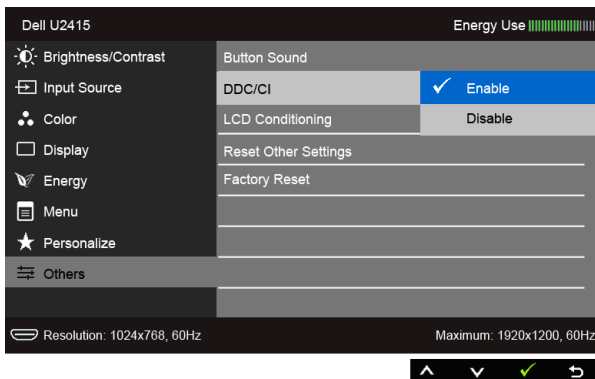 Dell U2415
Energy Use
Brightness/Contrast
Input Source
Color
Display
Energy
Menu
Personalize
Others
Button Sound
DDC/CI
LCD Conditioning
Reset Other Settings
Factory Reset
Enable
Disable
Resolution: 1024x768, 60Hz
Maximum: 1920x1200, 60Hz